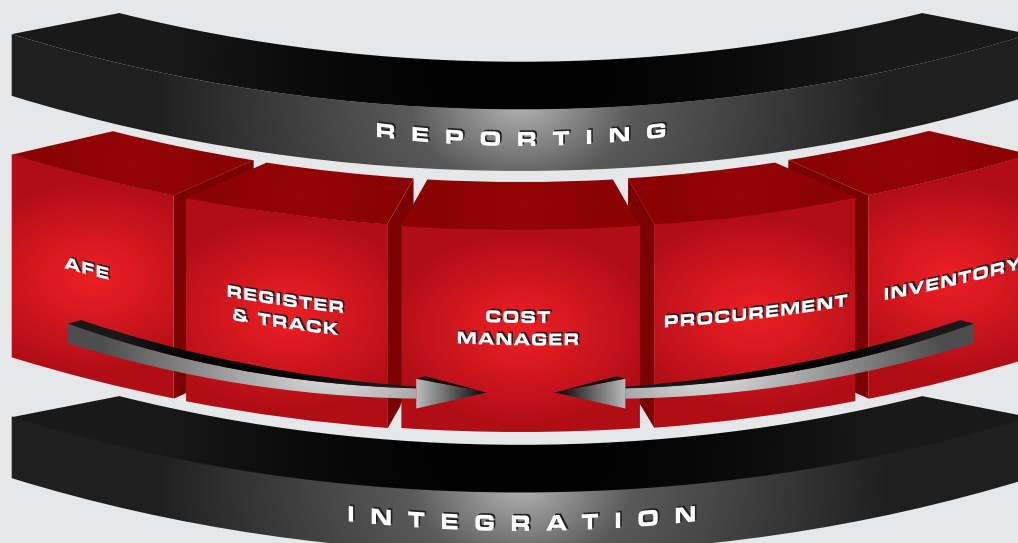 REPORTING
AFE
REGISTER
& TRACK
COST
MANAGER
PROCUREMENT
INVENTORY
INTEGRATION